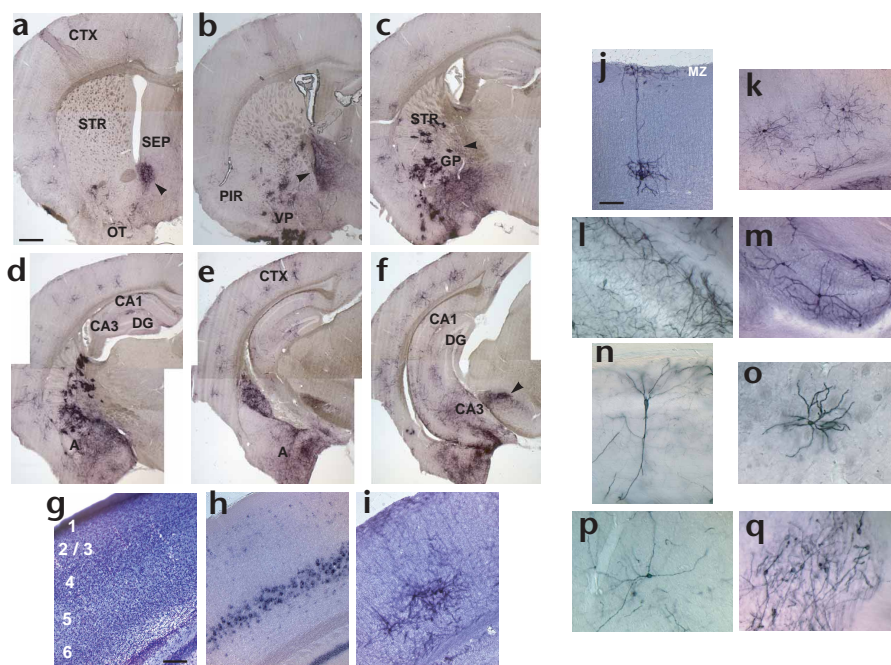 a
CTX
STR
SEP
OT
b
PIR
VP
c
STR
GP
d
CA1
CA3
DG
A
e
CTX
A
f
CA1
DG
CA3
g
1
2 / 3
4
5
6
h
i
j
MZ
k
l
m
n
o
p
q